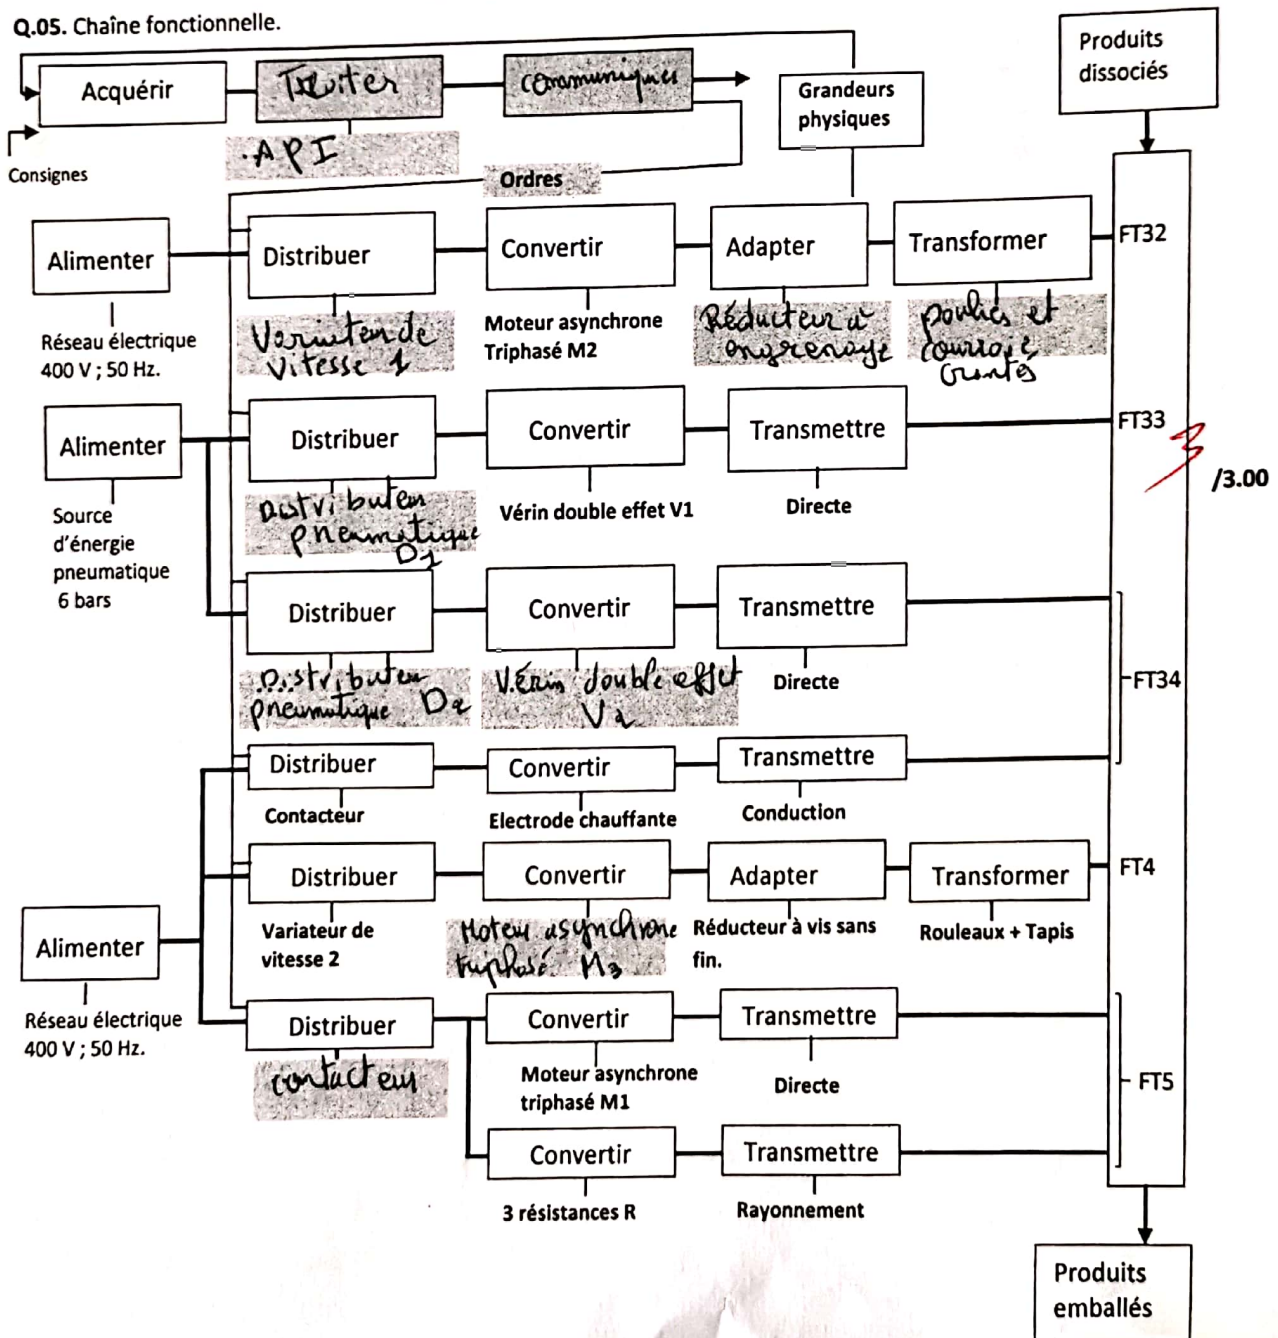 Q.05. Chaîne fonctionnelle.
Produits
dissociés
Acquérir
Traiter
communiquer
Grandeurs
physiques
Consignes
.API
Ordres
Alimenter
Distribuer
Convertir
Adapter
Transformer
FT32
Réseau électrique
400 V ; 50 Hz.
Variateur de
vitesse 1
Moteur asynchrone
Triphasé M2
Réducteur à
engrenage
poulies et
courroie
crantés
Alimenter
Distribuer
Convertir
Transmettre
FT33
/3.00
Source
d'énergie
pneumatique
6 bars
Distributeur
pneumatique
D1
Vérin double effet V1
Directe
Distribuer
Convertir
Transmettre
FT34
Distributeur
pneumatique D2
Vérin double effet
V2
Directe
Distribuer
Convertir
Transmettre
Contacteur
Electrode chauffante
Conduction
Distribuer
Convertir
Adapter
Transformer
FT4
Variateur de
vitesse 2
Moteur asynchrone
triphasé M3
Réducteur à vis sans
fin.
Rouleaux + Tapis
Alimenter
Réseau électrique
400 V ; 50 Hz.
Distribuer
Convertir
Transmettre
contacteur
Moteur asynchrone
triphasé M1
Directe
FT5
Convertir
Transmettre
3 résistances R
Rayonnement
Produits
emballés